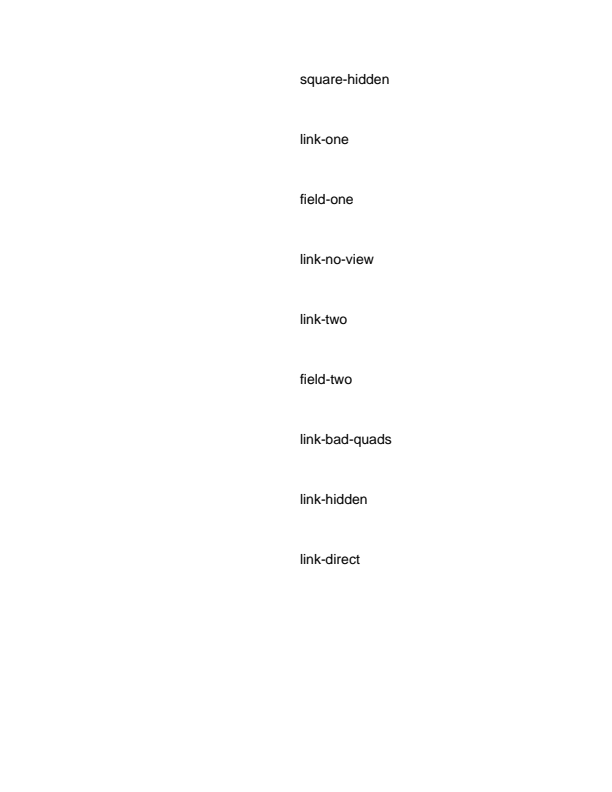 square-hidden
link-one
field-one
link-no-view
link-two
field-two
link-bad-quads
link-hidden
link-direct